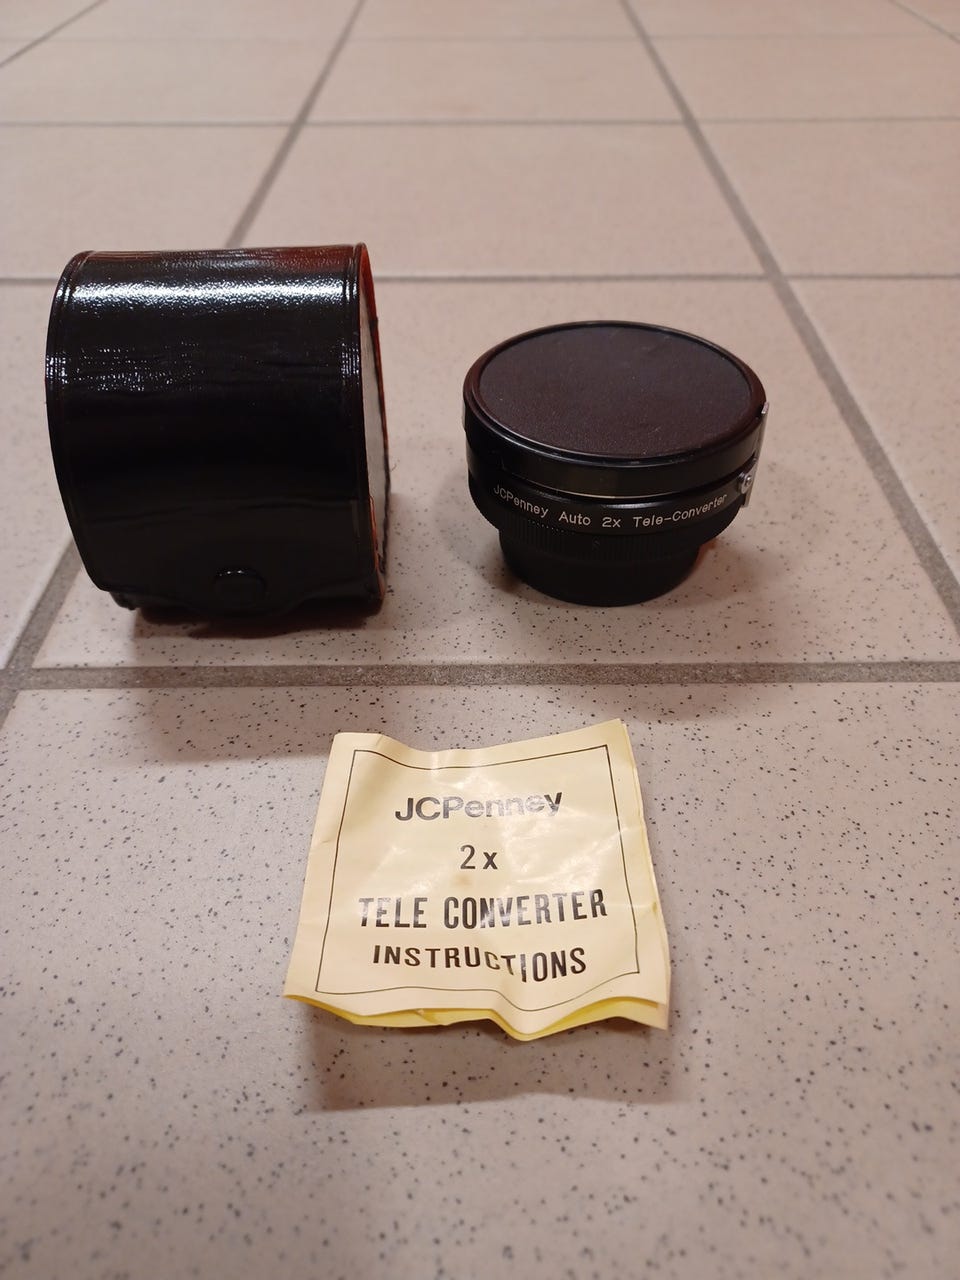 JCPenney Auto 2x Tele-Converter
JCPenney
2x
TELE CONVERTER
INSTRUCTIONS